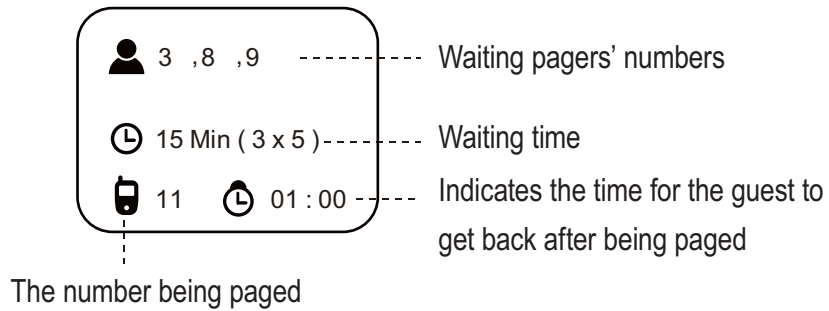 3 ,8 ,9 Waiting pagers’ numbers
15 Min ( 3 x 5 ) Waiting time
11 01 : 00 Indicates the time for the guest to
get back after being paged
The number being paged